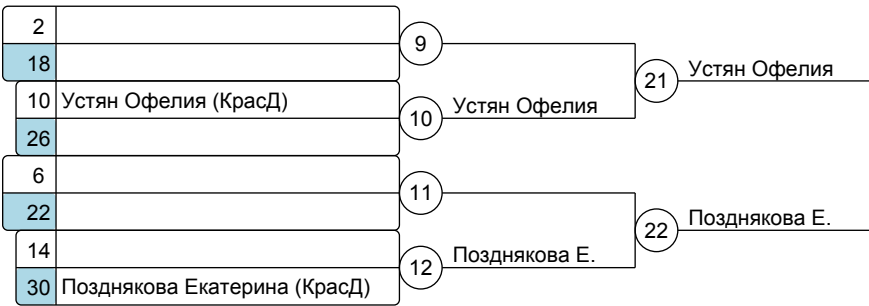 2
9
18
Устян Офелия
21
10 Устян Офелия (КрасД)
Устян Офелия
10
26
6
11
22
Позднякова Е.
22
14
Позднякова Е.
12
30 Позднякова Екатерина (КрасД)